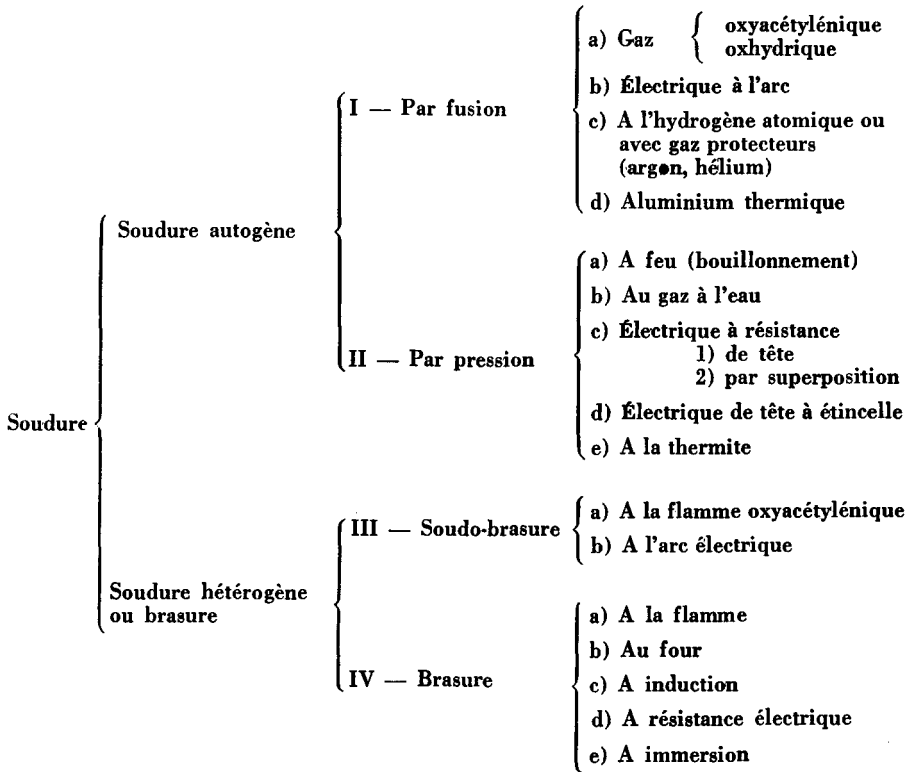 Soudure
Soudure autogène
I — Par fusion
a) Gaz
oxyacétylénique
oxhydrique
b) Électrique à l'arc
c) A l'hydrogène atomique ou
avec gaz protecteurs
(argon, hélium)
d) Aluminium thermique
II — Par pression
a) A feu (bouillonnement)
b) Au gaz à l'eau
c) Électrique à résistance
1) de tête
2) par superposition
d) Électrique de tête à étincelle
e) A la thermite
Soudure hétérogène
ou brasure
III — Soudo-brasure
a) A la flamme oxyacétylénique
b) A l'arc électrique
IV — Brasure
a) A la flamme
b) Au four
c) A induction
d) A résistance électrique
e) A immersion